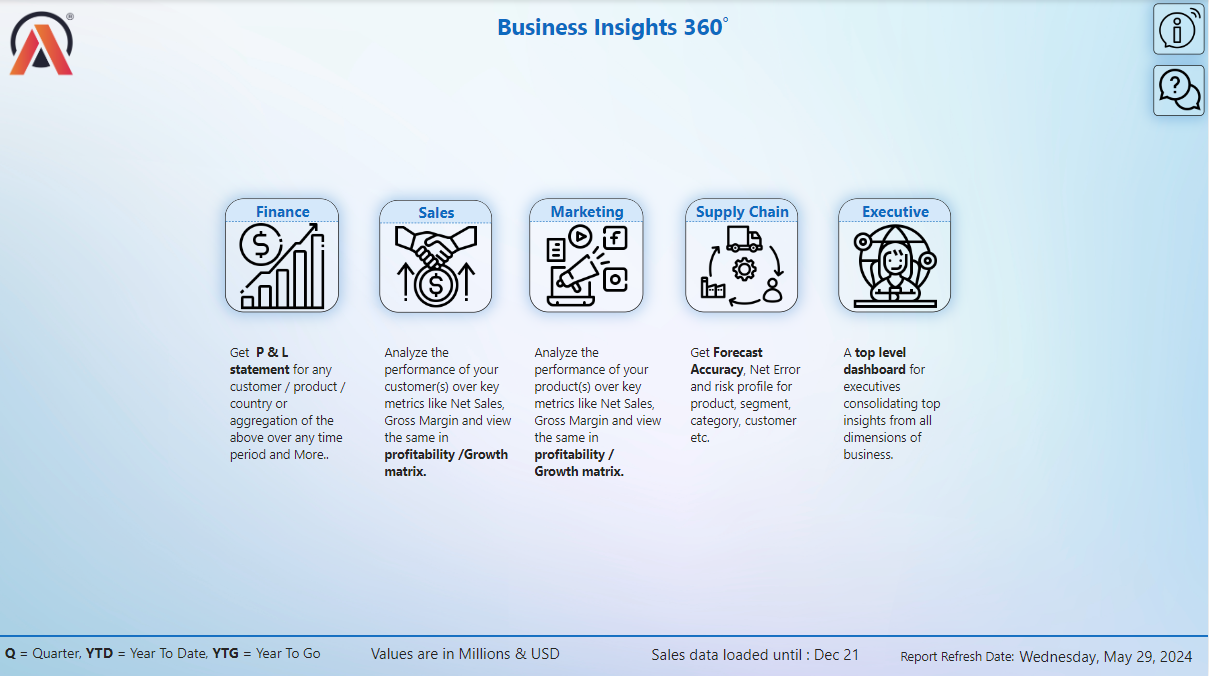 Business Insights 360°
Finance
Sales
Marketing
Supply Chain
Executive
Get P & L
statement for any
customer / product /
country or
aggregation of the
above over any time
period and More..
Analyze the
performance of your
customer(s) over key
metrics like Net Sales,
Gross Margin and view
the same in
profitability /Growth
matrix.
Analyze the
performance of your
product(s) over key
metrics like Net Sales,
Gross Margin and view
the same in
profitability /
Growth matrix.
Get Forecast
Accuracy, Net Error
and risk profile for
product, segment,
category, customer
etc.
A top level
dashboard for
executives
consolidating top
insights from all
dimensions of
business.
Q = Quarter, YTD = Year To Date, YTG = Year To Go
Values are in Millions & USD
Sales data loaded until : Dec 21
Report Refresh Date: Wednesday, May 29, 2024